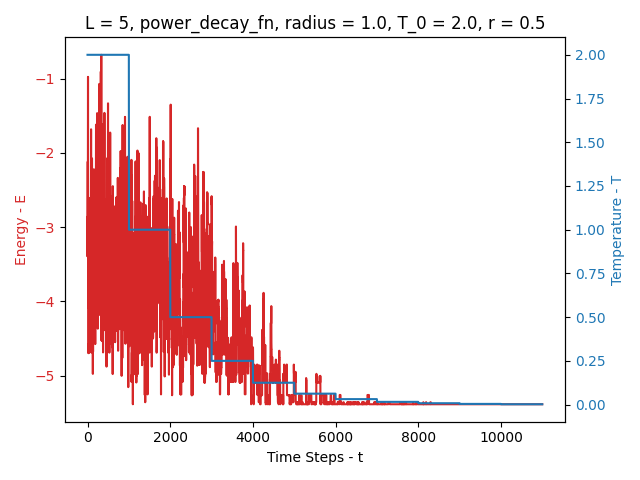 L = 5, power_decay_fn, radius = 1.0, T_0 = 2.0, r = 0.5
Energy - E
−1
−2
−3
−4
−5
2.00
1.75
1.50
1.25
1.00
0.75
0.50
0.25
0.00
Temperature - T
0 2000 4000 6000 8000 10000
Time Steps - t